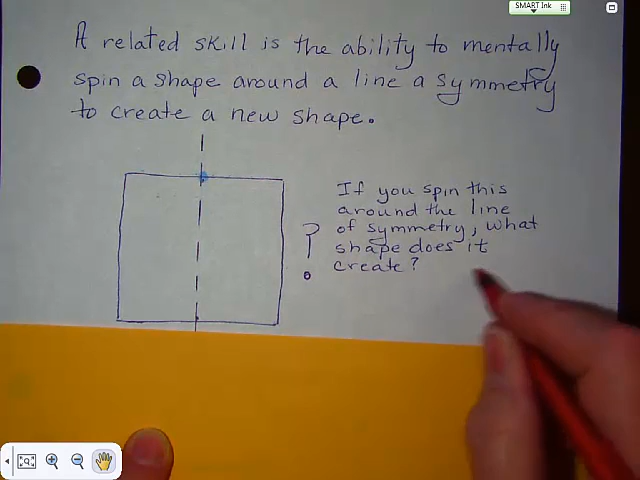 SMART Ink
A related skill is the ability to mentally
spin a shape around a line a symmetry
to create a new shape.
If you spin this
around the line
of symmetry, what
shape does it
create?
?